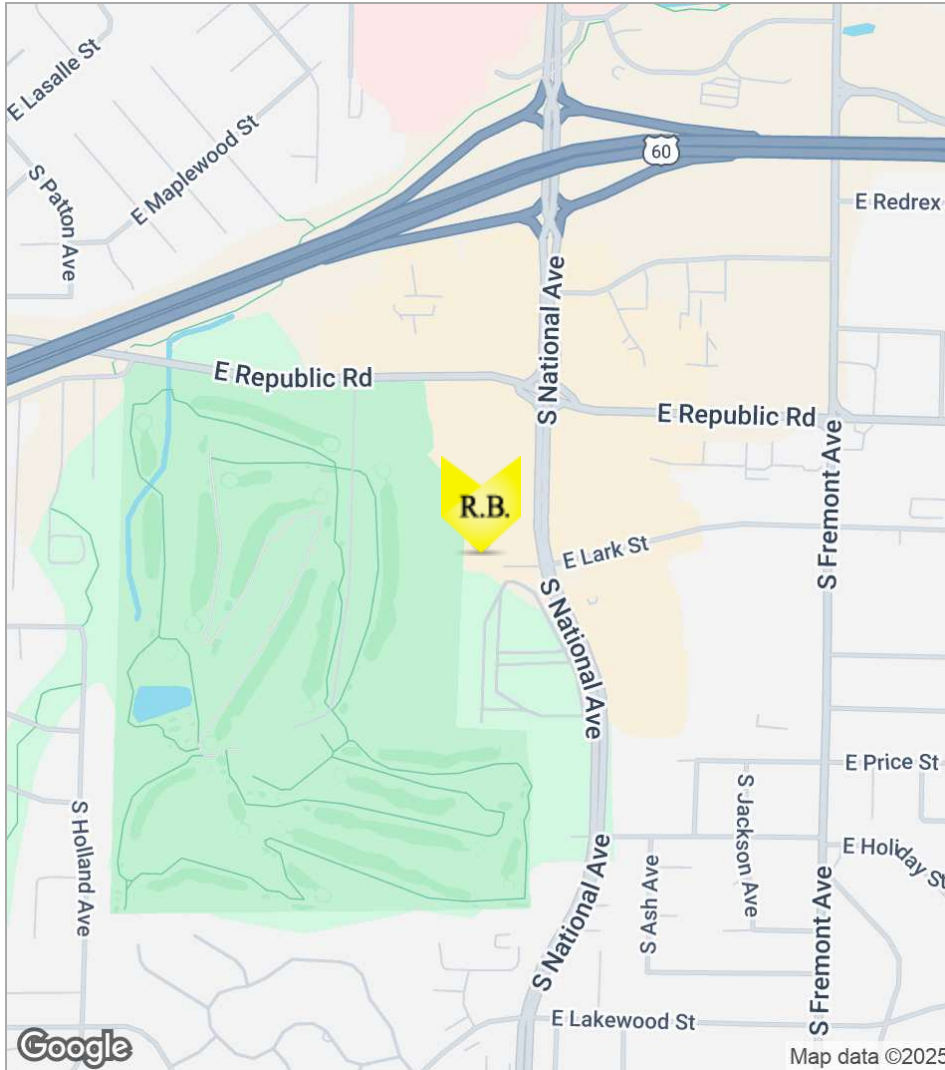 E Lasalle St
E Maplewood St
S Patton Ave
60
E Redrex
S National Ave
E Republic Rd
E Republic Rd
S Fremont Ave
R.B.
E Lark St
S National Ave
E Price St
S Jackson Ave
S Holland Ave
E Holiday St
S Ash Ave
S National Ave
S Fremont Ave
E Lakewood St
Google
Map data ©2025